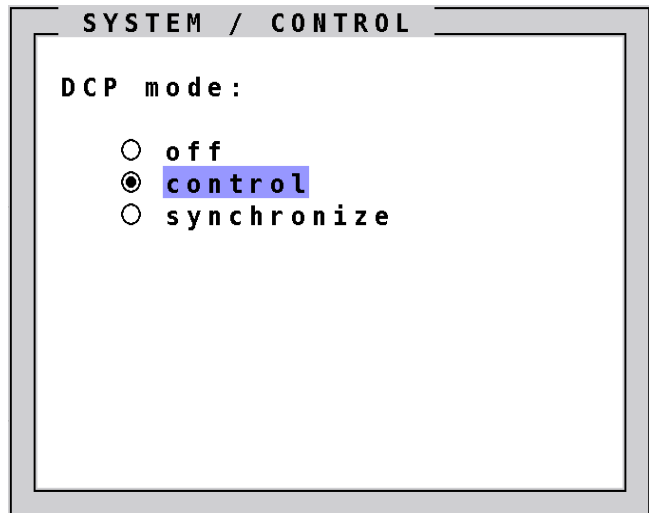 SYSTEM / CONTROL
DCP mode:
off
control
synchronize